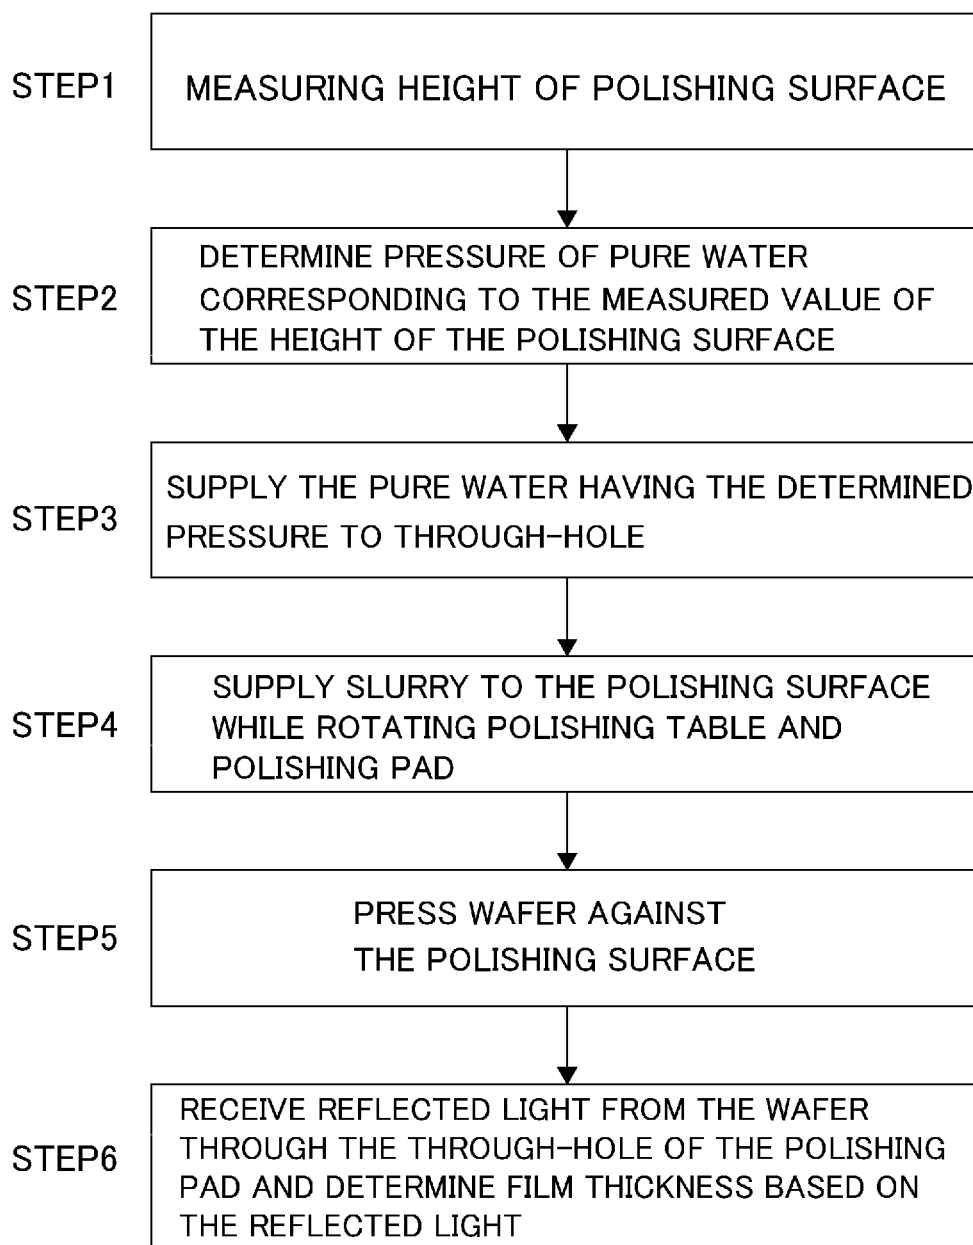 STEP1
MEASURING HEIGHT OF POLISHING SURFACE
STEP2
DETERMINE PRESSURE OF PURE WATER
CORRESPONDING TO THE MEASURED VALUE OF
THE HEIGHT OF THE POLISHING SURFACE
STEP3
SUPPLY THE PURE WATER HAVING THE DETERMINED
PRESSURE TO THROUGH-HOLE
STEP4
SUPPLY SLURRY TO THE POLISHING SURFACE
WHILE ROTATING POLISHING TABLE AND
POLISHING PAD
STEP5
PRESS WAFER AGAINST
THE POLISHING SURFACE
STEP6
RECEIVE REFLECTED LIGHT FROM THE WAFER
THROUGH THE THROUGH-HOLE OF THE POLISHING
PAD AND DETERMINE FILM THICKNESS BASED ON
THE REFLECTED LIGHT